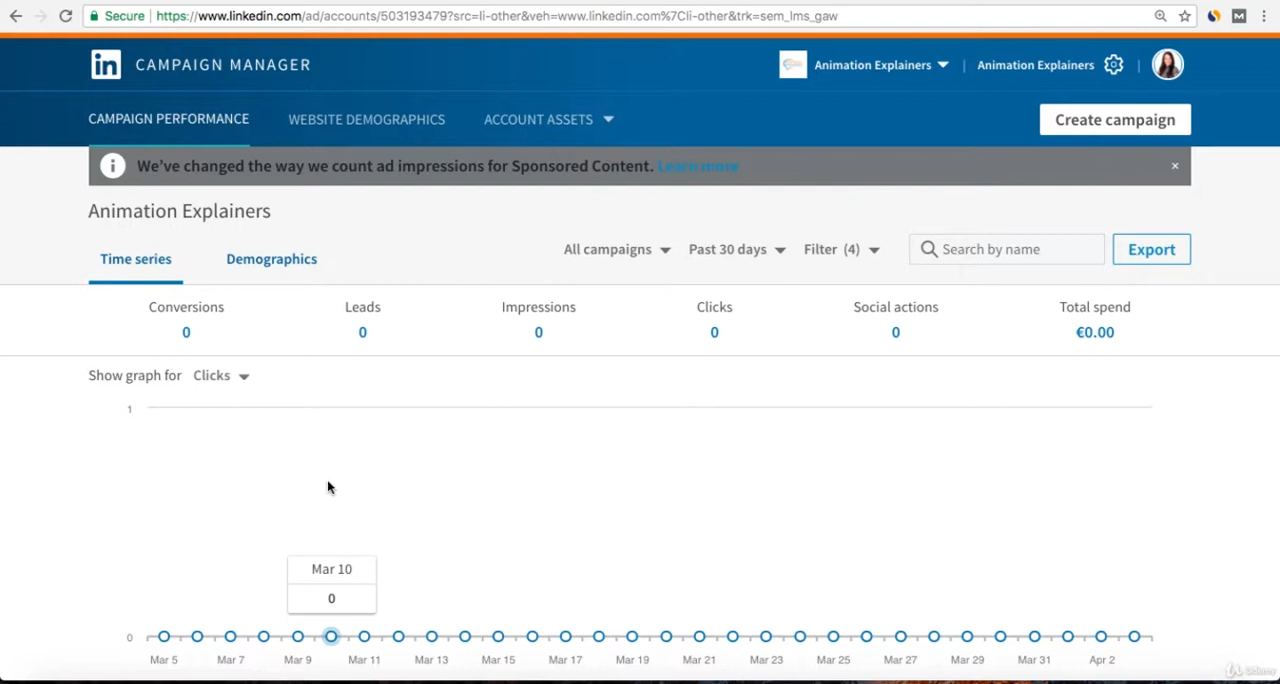 Secure https://www.linkedin.com/ad/accounts/503193479?src=li-other&veh=www.linkedin.com%7Cli-other&trk=sem_lms_gaw
M
in CAMPAIGN MANAGER Animation Explainers | Animation Explainers |
CAMPAIGN PERFORMANCE WEBSITE DEMOGRAPHICS ACCOUNT ASSETS Create campaign
i We've changed the way we count ad impressions for Sponsored Content. Learn more ×
Animation Explainers
Time series Demographics All campaigns Past 30 days Filter (4) Search by name Export
Conversions Leads Impressions Clicks Social actions Total spend
0 0 0 0 0 €0.00
Show graph for Clicks
1
Mar 10
0
0
Mar 5 Mar 7 Mar 9 Mar 11 Mar 13 Mar 15 Mar 17 Mar 19 Mar 21 Mar 23 Mar 25 Mar 27 Mar 29 Mar 31 Apr 2
Udemy